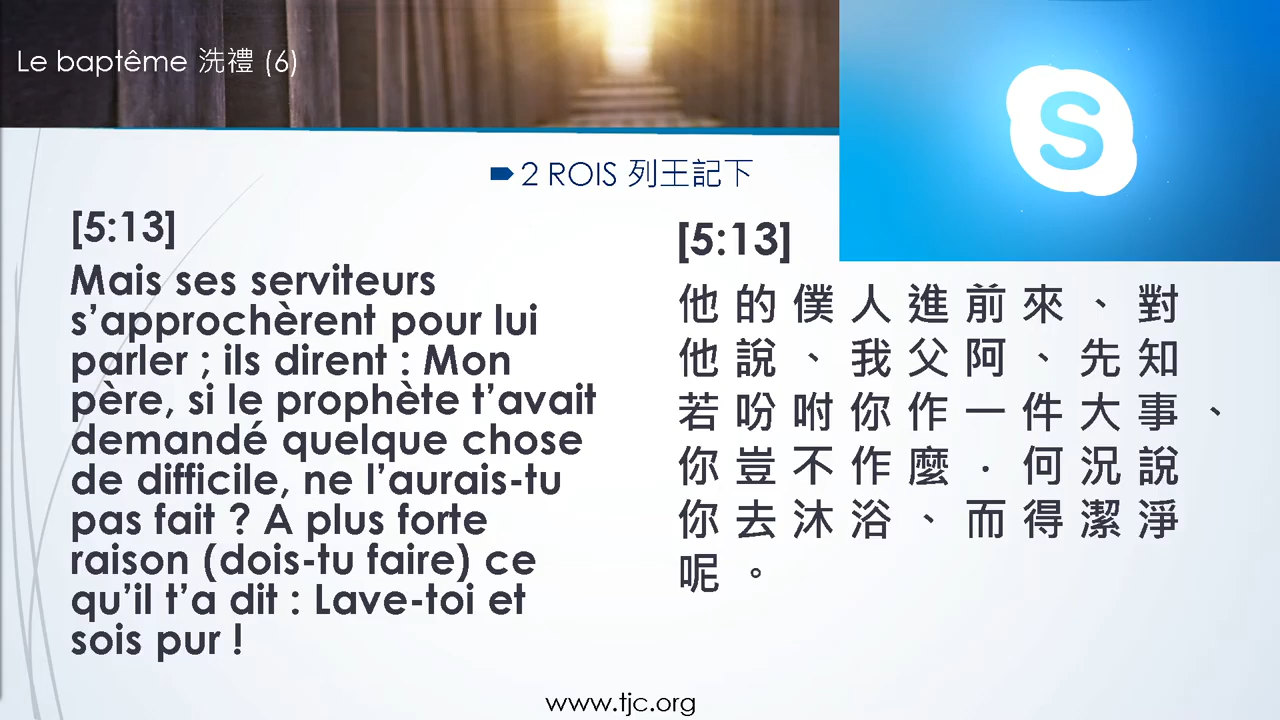 Le baptême 洗禮 (6)
2 ROIS 列王記下
[5:13]
Mais ses serviteurs
s’approchèrent pour lui
parler ; ils dirent : Mon
père, si le prophète t’avait
demandé quelque chose
de difficile, ne l’aurais-tu
pas fait ? A plus forte
raison (dois-tu faire) ce
qu’il t’a dit : Lave-toi et
sois pur !
[5:13]
他的僕人進前來、對
他說、我父阿、先知
若吩咐你作一件大事、
你豈不作麼．何況說
你去沐浴、而得潔淨
呢。
S
www.tjc.org